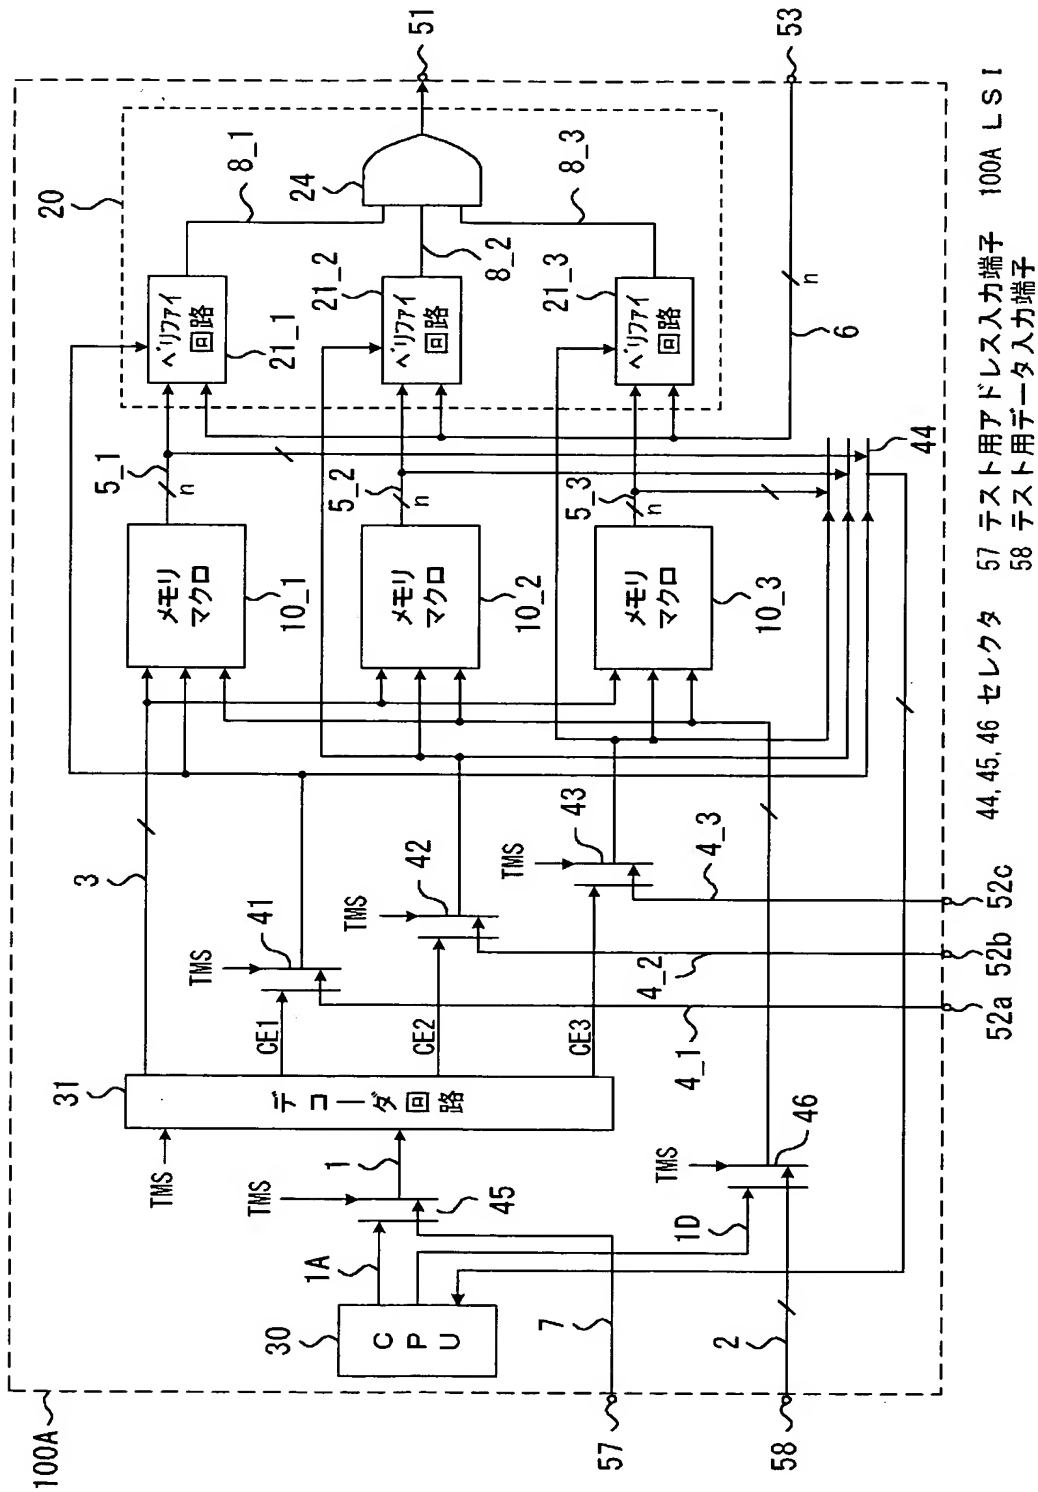 100A
57
58
7
2
30
CPU
1A
1D
TMS
45
1
TMS
46
TMS
31
デコーダ回路
3
CE1
CE2
CE3
TMS
41
TMS
42
TMS
43
4_1
4_2
4_3
52a
52b
52c
メモリ
マクロ
10_1
メモリ
マクロ
10_2
メモリ
マクロ
10_3
5_1
n
5_2
n
5_3
n
44
20
ベリファイ
回路
21_1
ベリファイ
回路
21_2
ベリファイ
回路
21_3
8_1
8_2
8_3
24
6
n
51
53
44, 45, 46 セレクタ
57 テスト用アドレス入力端子
100A LSI
58 テスト用データ入力端子